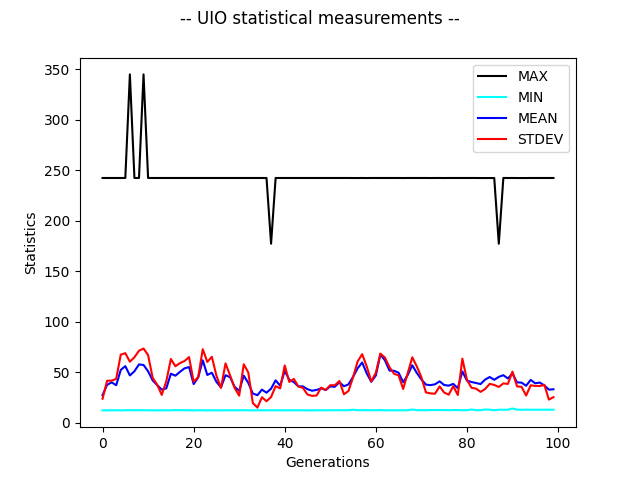 -- UIO statistical measurements --
350
300
250
200
150
100
50
0
Statistics
MAX
MIN
MEAN
STDEV
0 20 40 60 80 100
Generations